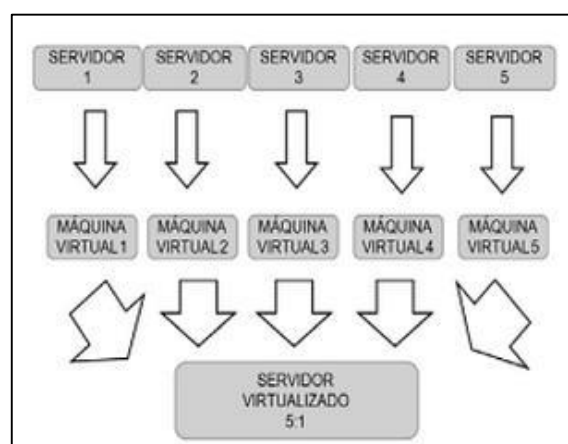 SERVIDOR
1
SERVIDOR
2
SERVIDOR
3
SERVIDOR
4
SERVIDOR
5
MÁQUINA
VIRTUAL1
MÁQUINA
VIRTUAL2
MÁQUINA
VIRTUAL3
MÁQUINA
VIRTUAL4
MÁQUINA
VIRTUAL5
SERVIDOR
VIRTUALIZADO
5:1